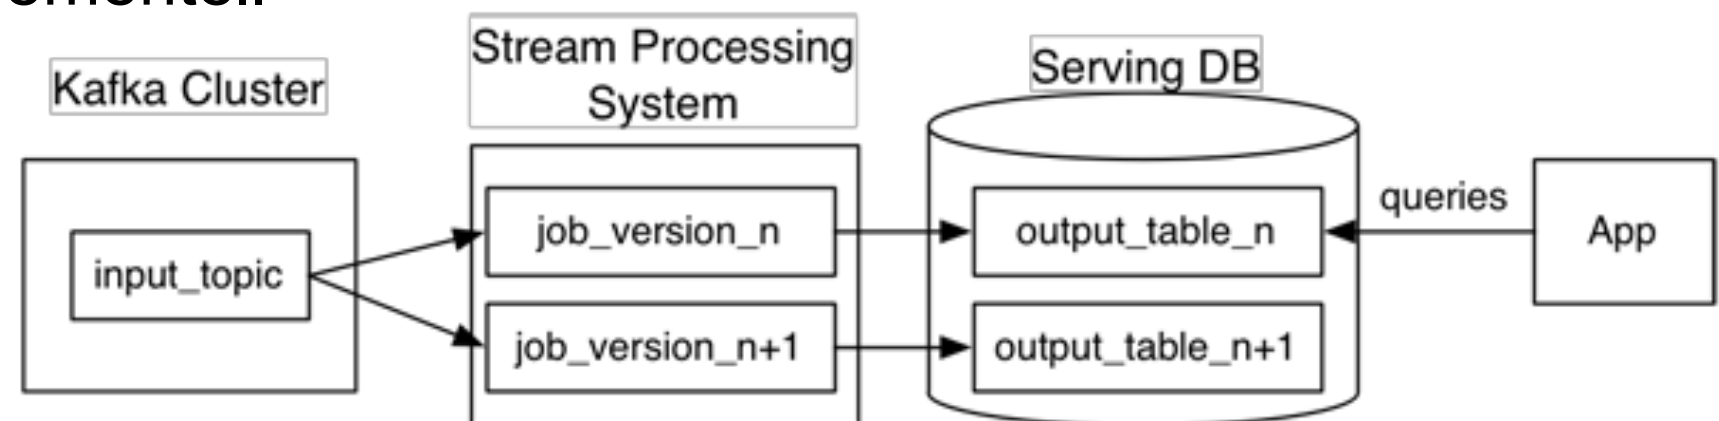 Kafka Cluster
Stream Processing
System
Serving DB
input_topic
job_version_n
job_version_n+1
output_table_n
output_table_n+1
queries
App